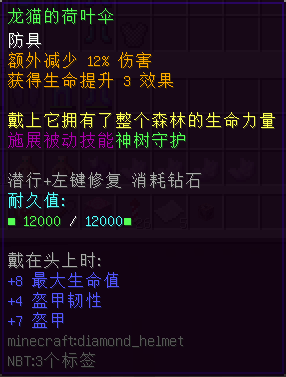 龙猫的荷叶伞
防具
额外减少 12% 伤害
获得生命提升 3 效果
戴上它拥有了整个森林的生命力量
施展被动技能神树守护
潜行+左键修复 消耗钻石
耐久值:
■ 12000 / 12000■
戴在头上时:
+8 最大生命值
+4 盔甲韧性
+7 盔甲
minecraft:diamond_helmet
NBT:3个标签